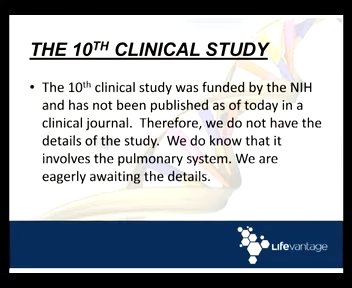 THE 10TH CLINICAL STUDY
• The 10th clinical study was funded by the NIH
and has not been published as of today in a
clinical journal.  Therefore, we do not have the
details of the study.  We do know that it
involves the pulmonary system. We are
eagerly awaiting the details.
Lifevantage